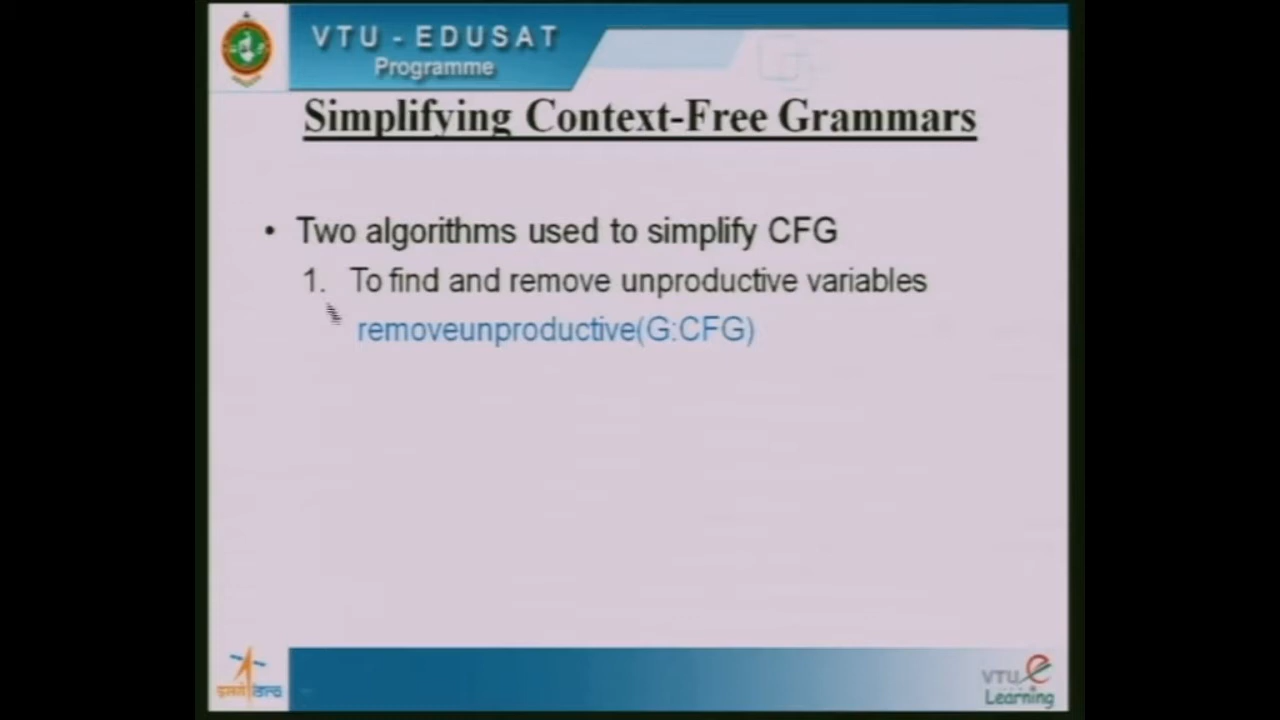 VTU - EDUSAT
Programme
Simplifying Context-Free Grammars
• Two algorithms used to simplify CFG
1. To find and remove unproductive variables
removeunproductive(G:CFG)
VTU
Learning